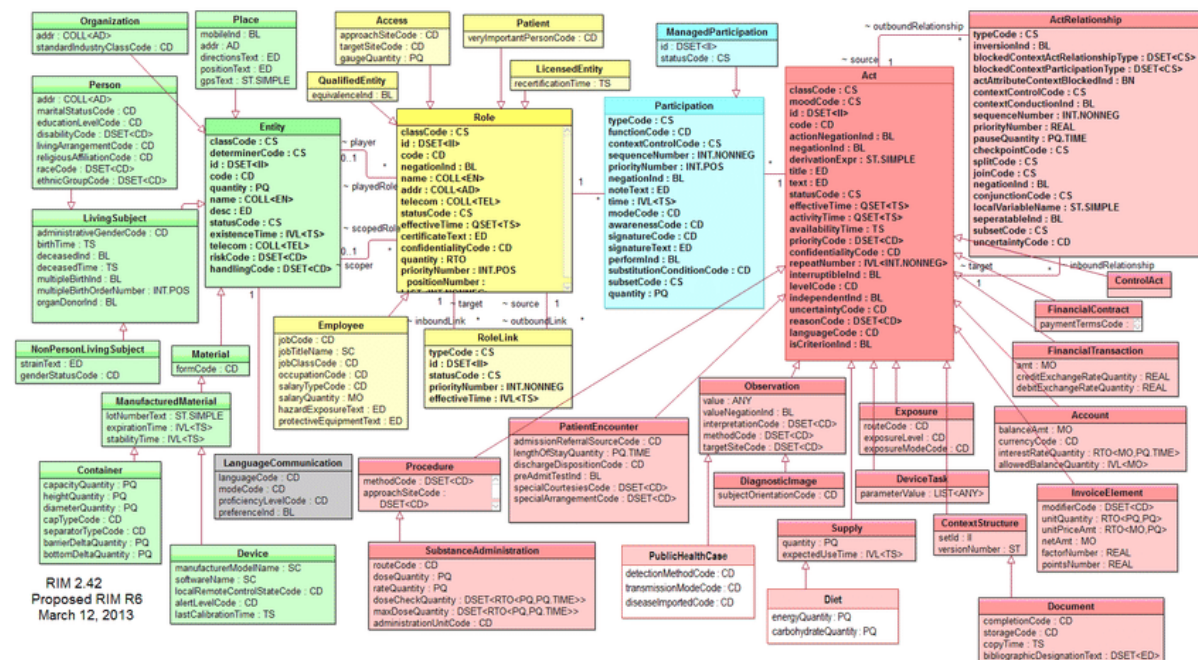 Organization
addr : COLL<AD>
standardIndustryClassCode : CD
Place
mobileInd : BL
addr : AD
directionsText : ED
positionText : ED
gpsText : ST.SIMPLE
Person
addr : COLL<AD>
maritalStatusCode : CD
educationLevelCode : CD
disabilityCode : DSET<CD>
livingArrangementCode : CD
religiousAffiliationCode : CD
raceCode : DSET<CD>
ethnicGroupCode : DSET<CD>
LivingSubject
administrativeGenderCode : CD
birthTime : TS
deceasedInd : BL
deceasedTime : TS
multipleBirthInd : BL
multipleBirthOrderNumber : INT.POS
organDonorInd : BL
NonPersonLivingSubject
strainText : ED
genderStatusCode : CD
Entity
classCode : CS
determinerCode : CS
id : DSET<II>
code : CD
quantity : PQ
name : COLL<EN>
desc : ED
statusCode : CS
existenceTime : IVL<TS>
telecom : COLL<TEL>
riskCode : DSET<CD>
handlingCode : DSET<CD>
Material
formCode : CD
ManufacturedMaterial
lotNumberText : ST.SIMPLE
expirationTime : IVL<TS>
stabilityTime : IVL<TS>
Container
capacityQuantity : PQ
heightQuantity : PQ
diameterQuantity : PQ
capTypeCode : CD
separatorTypeCode : CD
barrierDeltaQuantity : PQ
bottomDeltaQuantity : PQ
Device
manufacturerModelName : SC
softwareName : SC
localRemoteControlStateCode : CD
alertLevelCode : CD
lastCalibrationTime : TS
RIM 2.42
Proposed RIM R6
March 12, 2013
LanguageCommunication
languageCode : CD
modeCode : CD
proficiencyLevelCode : CD
preferenceInd : BL
Access
approachSiteCode : CD
targetSiteCode : CD
gaugeQuantity : PQ
Patient
veryImportantPersonCode : CD
QualifiedEntity
equivalenceInd : BL
LicensedEntity
recertificationTime : TS
~ player
0..1
~ playedRole
~ scopedRole
0..1
~ scoper
1
Role
classCode : CS
id : DSET<II>
code : CD
negationInd : BL
name : COLL<EN>
addr : COLL<AD>
telecom : COLL<TEL>
statusCode : CS
effectiveTime : QSET<TS>
certificateText : ED
confidentialityCode : CD
quantity : RTO
priorityNumber : INT.POS
positionNumber :
1
~ target
1
~ source
~ inboundLink
*
~ outboundLink
*
Employee
jobCode : CD
jobTitleName : SC
jobClassCode : CD
occupationCode : CD
salaryTypeCode : CD
salaryQuantity : MO
hazardExposureText : ED
protectiveEquipmentText : ED
RoleLink
typeCode : CS
id : DSET<II>
statusCode : CS
priorityNumber : INT.NONNEG
effectiveTime : IVL<TS>
1
*
ManagedParticipation
id : DSET<II>
statusCode : CS
Participation
typeCode : CS
functionCode : CD
contextControlCode : CS
sequenceNumber : INT.NONNEG
priorityNumber : INT.POS
negationInd : BL
noteText : ED
time : IVL<TS>
modeCode : CD
awarenessCode : CD
signatureCode : CD
signatureText : ED
performInd : BL
substitutionConditionCode : CD
subsetCode : CS
quantity : PQ
*
1
~ outboundRelationship
*
~ source
1
Act
classCode : CS
moodCode : CS
id : DSET<II>
code : CD
actionNegationInd : BL
negationInd : BL
derivationExpr : ST.SIMPLE
title : ED
text : ED
statusCode : CS
effectiveTime : QSET<TS>
activityTime : QSET<TS>
availabilityTime : TS
priorityCode : DSET<CD>
confidentialityCode : CD
repeatNumber : IVL<INT.NONNEG>
interruptibleInd : BL
levelCode : CD
independentInd : BL
uncertaintyCode : CD
reasonCode : DSET<CD>
languageCode : CD
isCriterionInd : BL
ActRelationship
typeCode : CS
inversionInd : BL
blockedContextActRelationshipType : DSET<CS>
blockedContextParticipationType : DSET<CS>
actAttributeContextBlockedInd : BN
contextControlCode : CS
contextConductionInd : BL
sequenceNumber : INT.NONNEG
priorityNumber : REAL
pauseQuantity : PQ.TIME
checkpointCode : CS
splitCode : CS
joinCode : CS
negationInd : BL
conjunctionCode : CS
localVariableName : ST.SIMPLE
seperatableInd : BL
subsetCode : CS
uncertaintyCode : CD
~ target
1
*
~ inboundRelationship
ControlAct
FinancialContract
paymentTermsCode :
FinancialTransaction
amt : MO
creditExchangeRateQuantity : REAL
debitExchangeRateQuantity : REAL
Account
balanceAmt : MO
currencyCode : CD
interestRateQuantity : RTO<MO,PQ.TIME>
allowedBalanceQuantity : IVL<MO>
InvoiceElement
modifierCode : DSET<CD>
unitQuantity : RTO<PQ,PQ>
unitPriceAmt : RTO<MO,PQ>
netAmt : MO
factorNumber : REAL
pointsNumber : REAL
Observation
value : ANY
valueNegationInd : BL
interpretationCode : DSET<CD>
methodCode : DSET<CD>
targetSiteCode : DSET<CD>
Exposure
routeCode : CD
exposureLevel : CD
exposureModeCode : CD
PatientEncounter
admissionReferralSourceCode : CD
lengthOfStayQuantity : PQ.TIME
dischargeDispositionCode : CD
preAdmitTestInd : BL
specialCourtesiesCode : DSET<CD>
specialArrangementCode : DSET<CD>
Procedure
methodCode : DSET<CD>
approachSiteCode :
DSET<CD>
SubstanceAdministration
routeCode : CD
doseQuantity : PQ
rateQuantity : PQ
doseCheckQuantity : DSET<RTO<PQ,PQ.TIME>>
maxDoseQuantity : DSET<RTO<PQ,PQ.TIME>>
administrationUnitCode : CD
DiagnosticImage
subjectOrientationCode : CD
DeviceTask
parameterValue : LIST<ANY>
PublicHealthCase
detectionMethodCode : CD
transmissionModeCode : CD
diseaseImportedCode : CD
Supply
quantity : PQ
expectedUseTime : IVL<TS>
Diet
energyQuantity : PQ
carbohydrateQuantity : PQ
ContextStructure
setId : II
versionNumber : ST
Document
completionCode : CD
storageCode : CD
copyTime : TS
bibliographicDesignationText : DSET<ED>